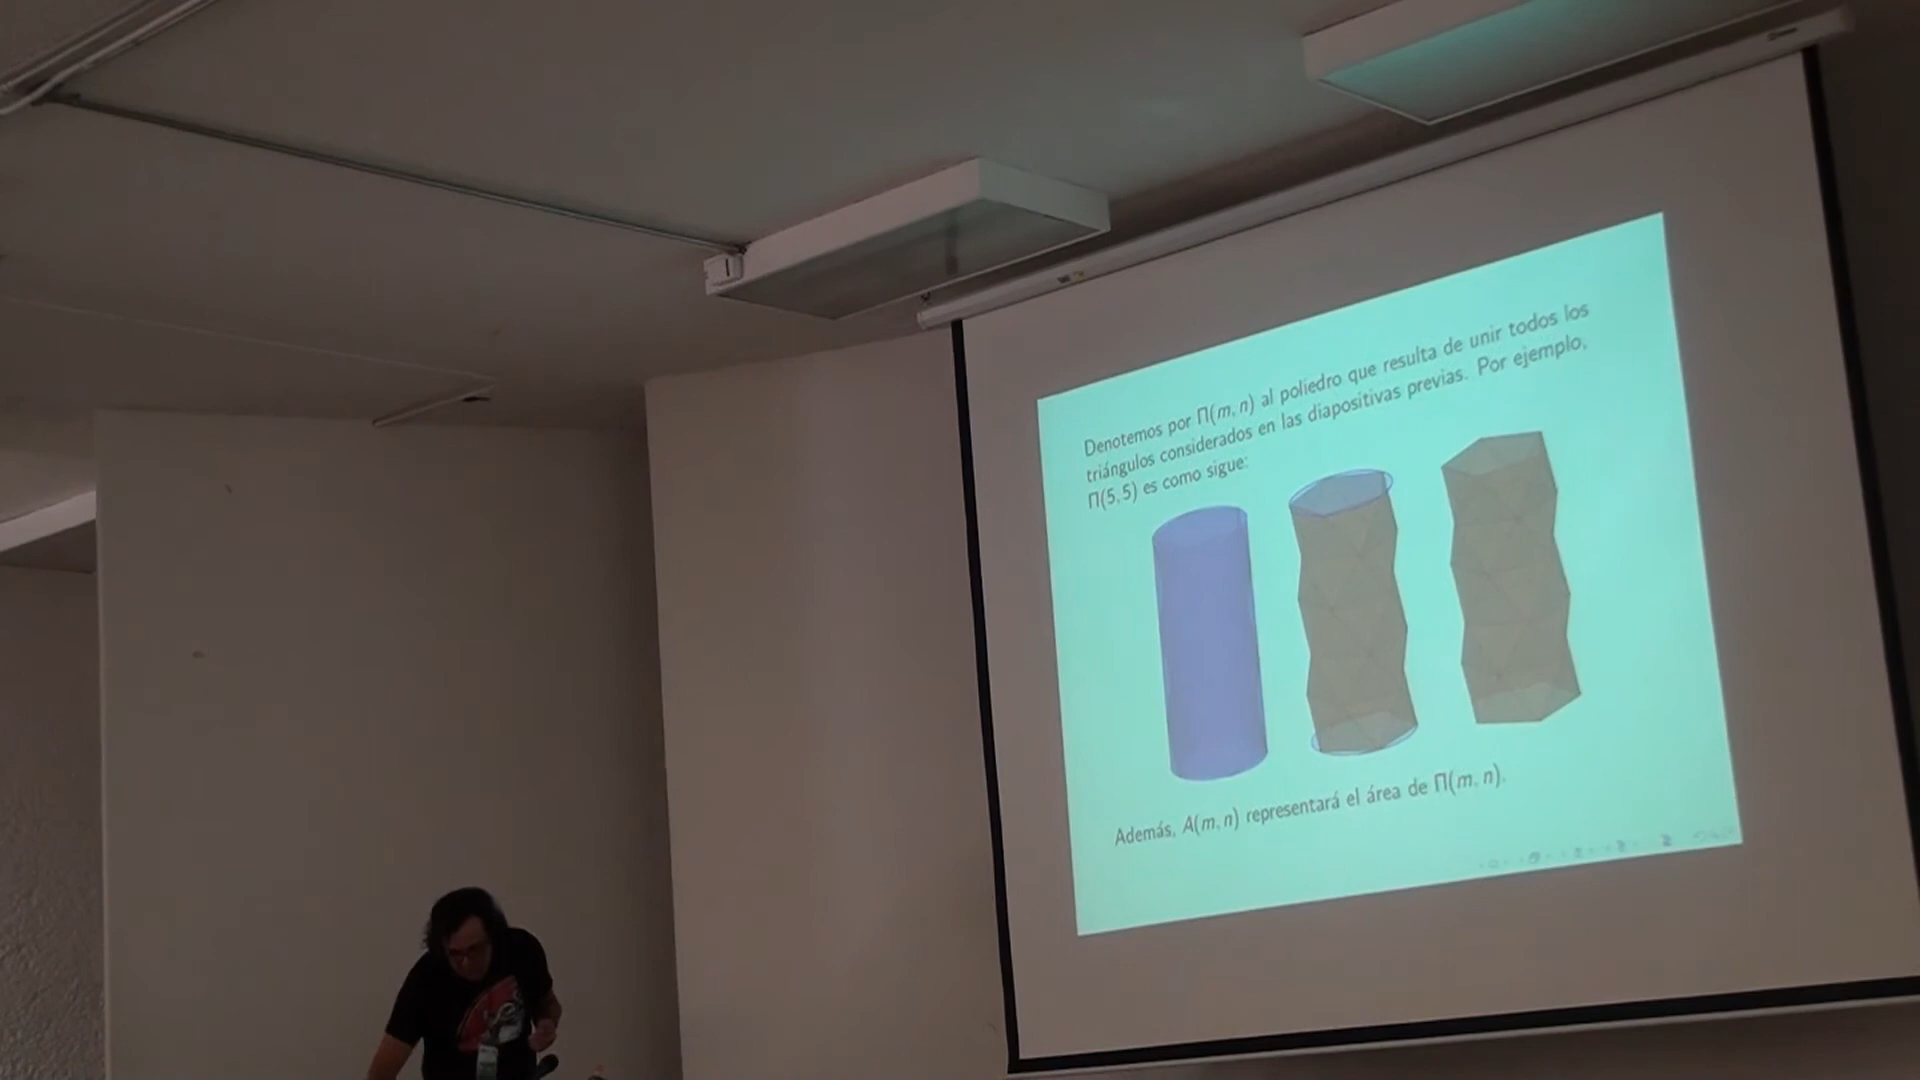 Denotemos por Π(m, n) al poliedro que resulta de unir todos los
triángulos considerados en las diapositivas previas. Por ejemplo,
Π(5, 5) es como sigue:
Además, A(m, n) representará el área de Π(m, n).